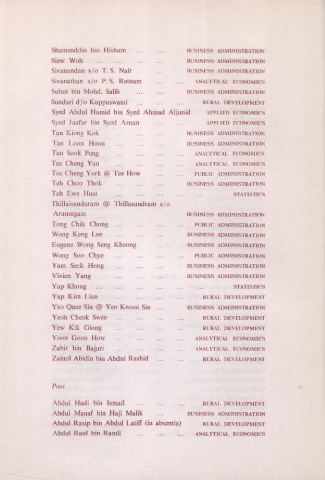 Shamsuddin bin Hisham ... ... BUSINESS ADMINISTRATION
Siew Woh ... ... ... ... BUSINESS ADMINISTRATION
Sivanandan s/o T. S. Nair ... BUSINESS ADMINISTRATION
Sivanathan s/o P. S. Retnam ... ... ANALYTICAL ECONOMICS
Suhut bin Mohd. Salih ... ... BUSINESS ADMINISTRATION
Sundari d/o Kuppuswami ... ... ... RURAL DEVELOPMENT
Syed Abdul Hamid bin Syed Ahmad Aljunid APPLIED ECONOMICS
Syed Jaafar bin Syed Aznan ... ... APPLIED ECONOMICS
Tan Kiong Kok ... ... ... BUSINESS ADMINISTRATION
Tan Loon Hoon ... ... ... BUSINESS ADMINISTRATION
Tan Sook Peng ... ... ... ANALYTICAL ECONOMICS
Tee Chong Yan ... ... ... ANALYTICAL ECONOMICS
Tee Cheng York @ Tee How ... ... PUBLIC ADMINISTRATION
Teh Choo Thok ... ... ... BUSINESS ADMINISTRATION
Teh Ewe Huat ... ... ... ... STATISTICS
Thillaisundaram @ Thillasundram s/o
Arumugam BUSINESS ADMINISTRATION
Tong Chik Chong ... ... ... PUBLIC ADMINISTRATION
Wong Keng Lee ... ... ... BUSINESS ADMINISTRATION
Eugene Wong Seng Kheong BUSINESS ADMINISTRATION
Wong Soo Chye ... ... ... PUBLIC ADMINISTRATION
Yam Seck Hong ... ... ... BUSINESS ADMINISTRATION
Vivien Yang ... ... ... BUSINESS ADMINISTRATION
Yap Khong ... ... ... ... ... STATISTICS
Yap Kim Lian ... ... ... RURAL DEVELOPMENT
Yeo Quee Sin @ Yeo Kwooi Sin ... BUSINESS ADMINISTRATION
Yeoh Cheok Swee ... ... ... RURAL DEVELOPMENT
Yew Kik Giong ... ... ... RURAL DEVELOPMENT
Yoon Goon How ... ... ... ANALYTICAL ECONOMICS
Zabir bin Bajuri ... ... ... ANALYTICAL ECONOMICS
Zainol Abidin bin Abdul Rashid ... ... RURAL DEVELOPMENT
Pass
Abdul Hadi bin Ismail ... ... RURAL DEVELOPMENT
Abdul Manaf bin Haji Malik ... BUSINESS ADMINISTRATION
Abdul Rasip bin Abdul Latiff (in absentia) RURAL DEVELOPMENT
Abdul Rauf bin Ramli ... ... ANALYTICAL ECONOMICS